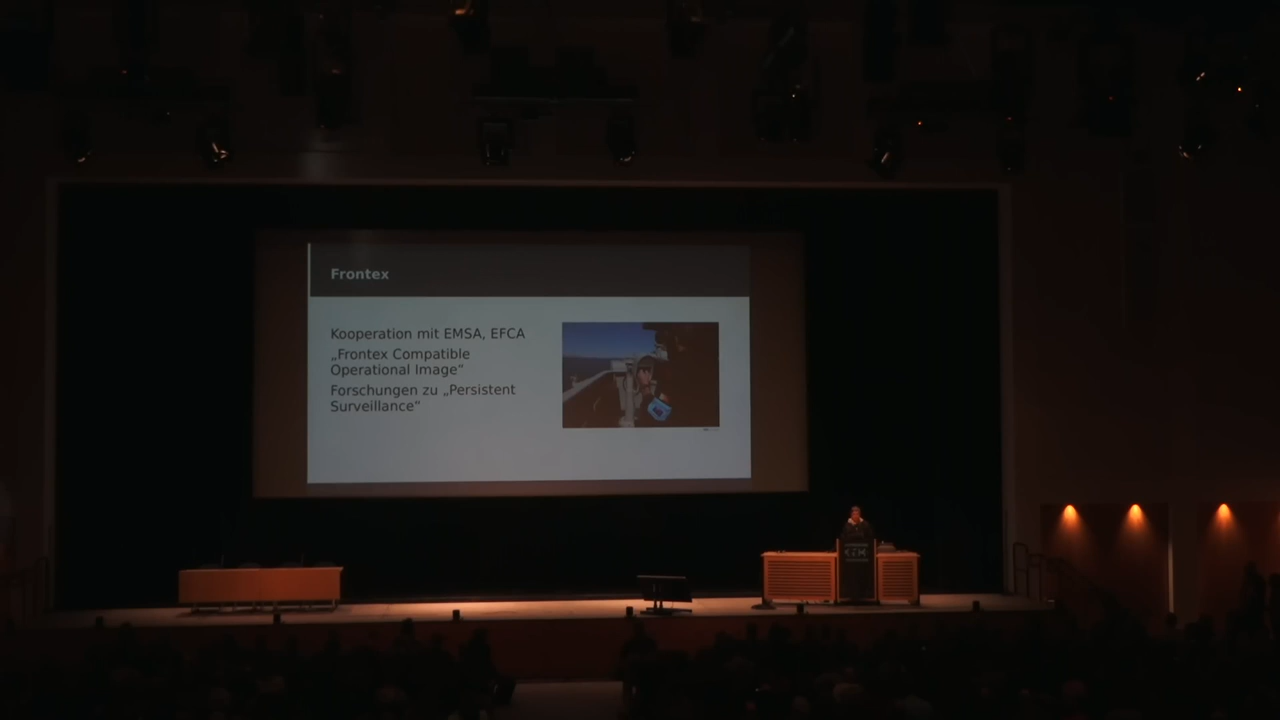 Frontex
Kooperation mit EMSA, EFCA
„Frontex Compatible
Operational Image“
Forschungen zu „Persistent
Surveillance“